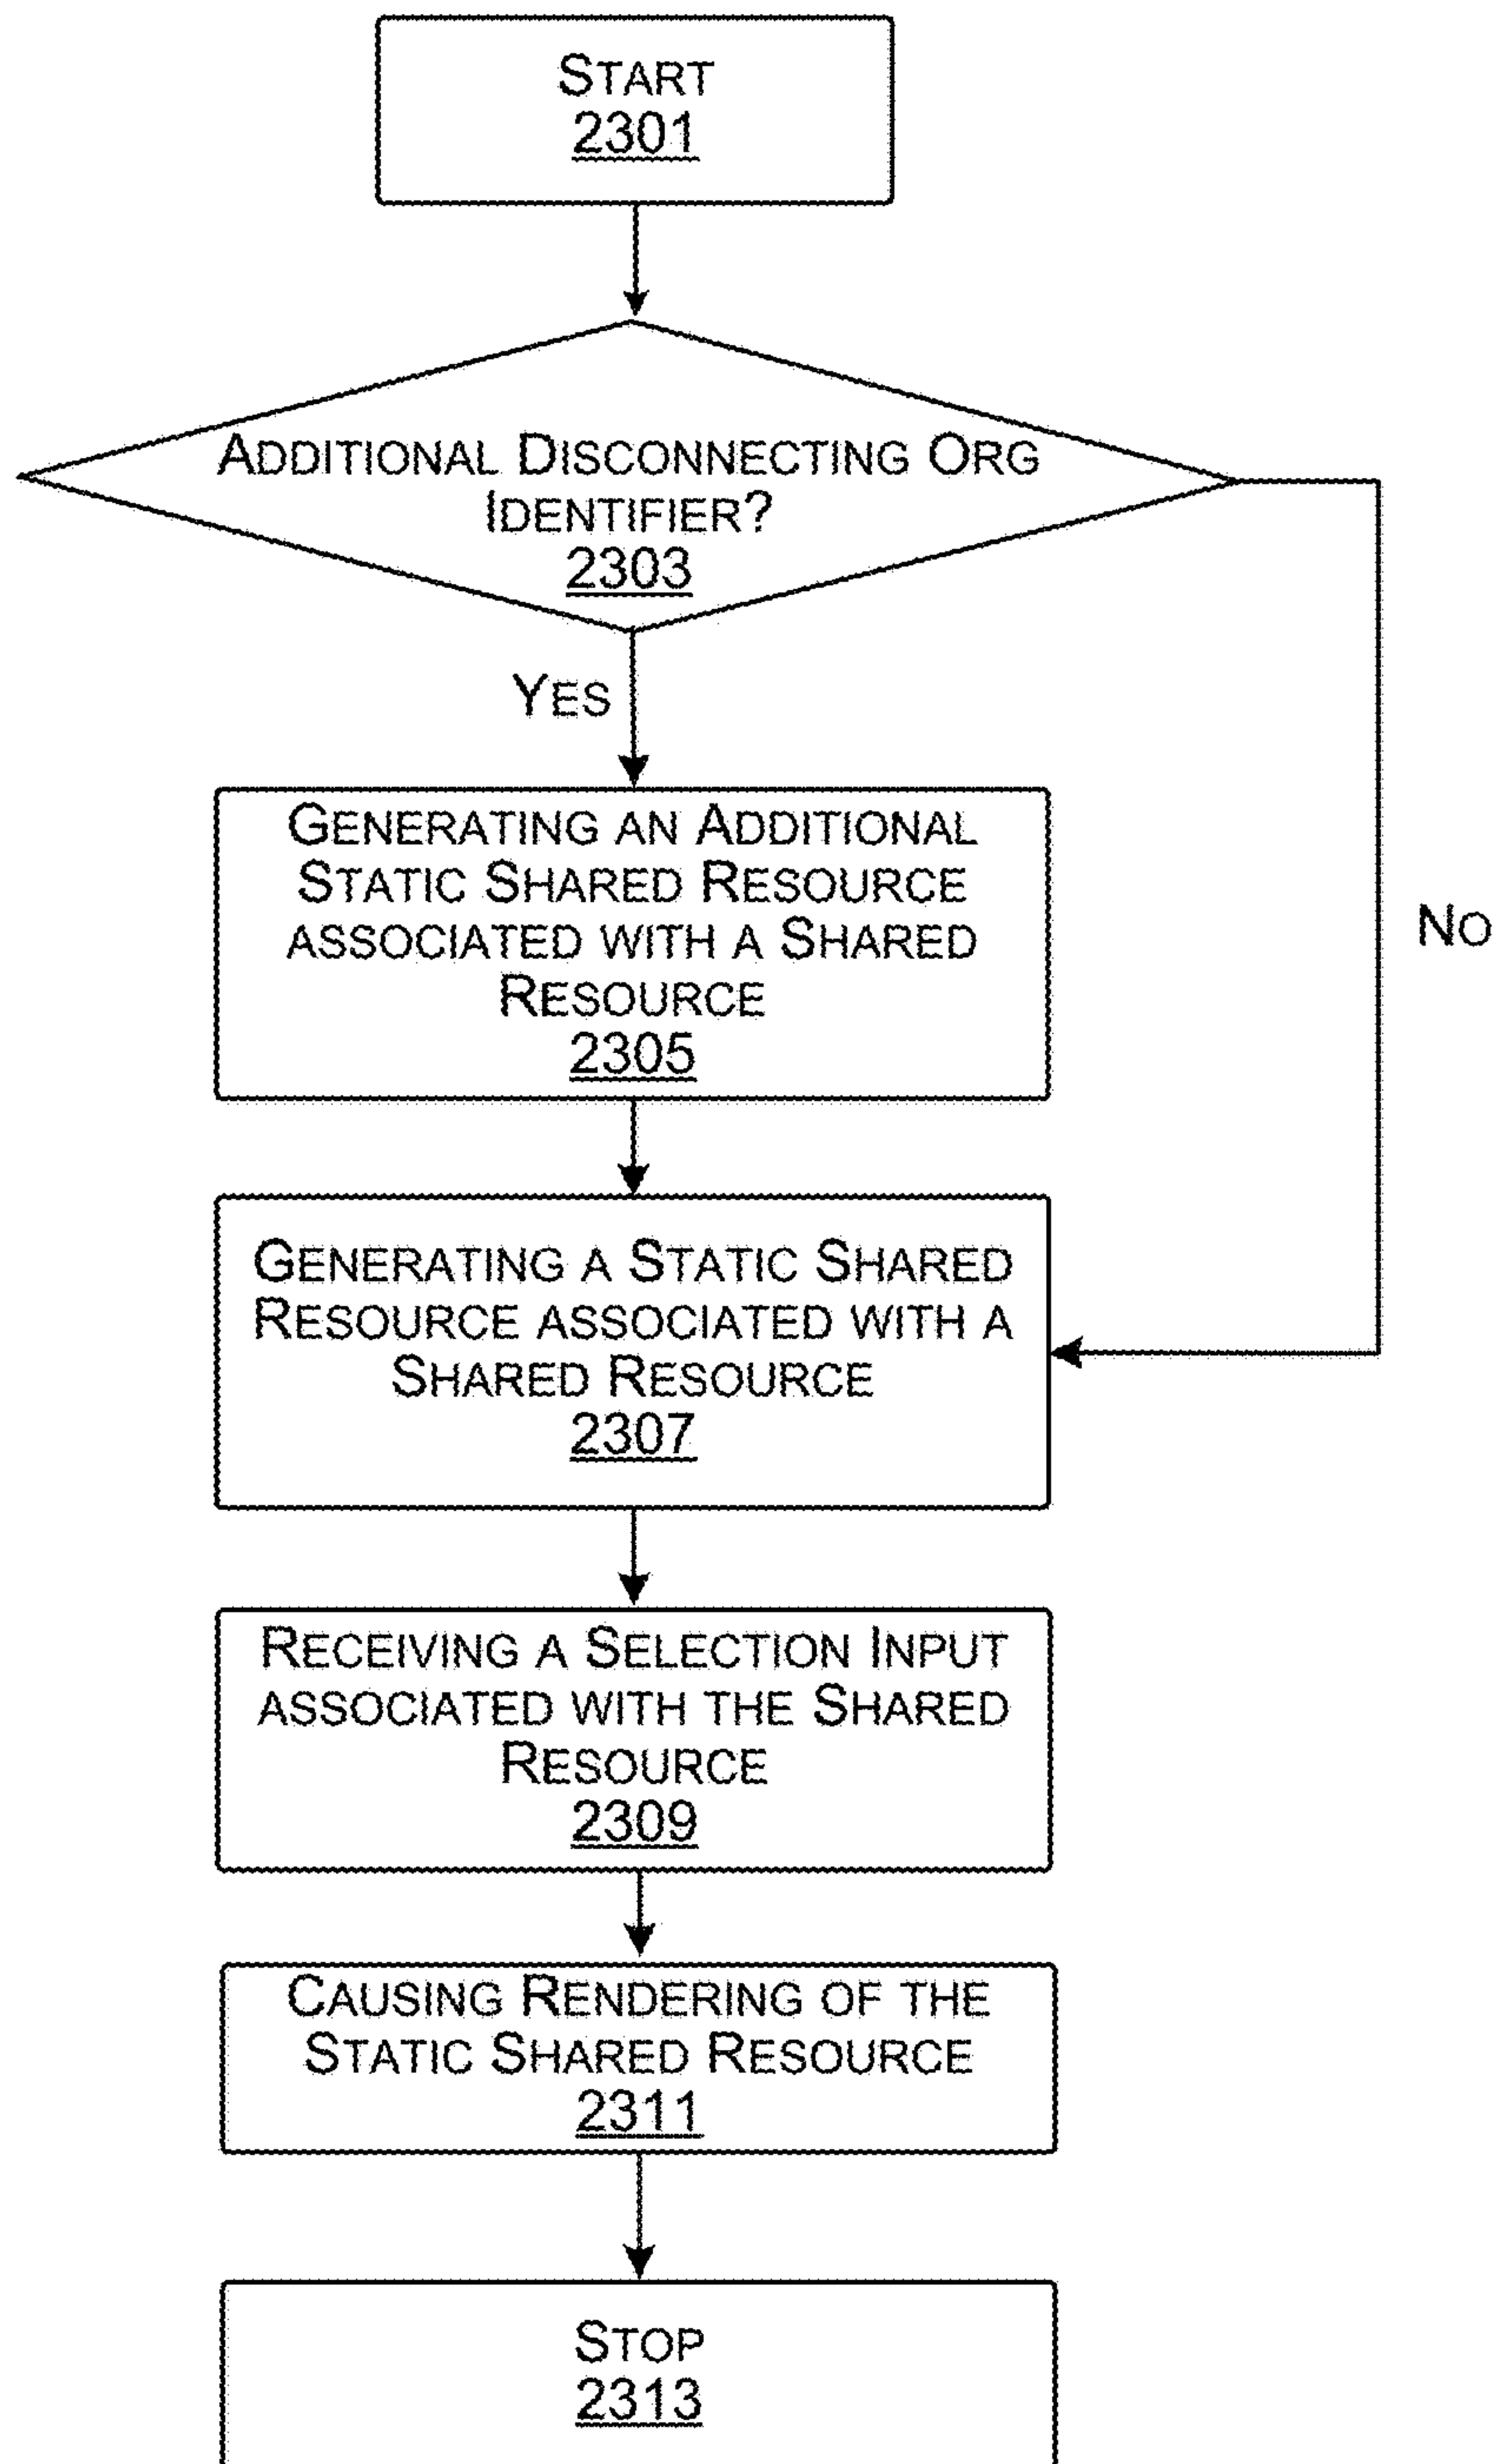 START
2301
ADDITIONAL DISCONNECTING ORG
IDENTIFIER?
2303
YES
GENERATING AN ADDITIONAL
STATIC SHARED RESOURCE
ASSOCIATED WITH A SHARED
RESOURCE
2305
NO
GENERATING A STATIC SHARED
RESOURCE ASSOCIATED WITH A
SHARED RESOURCE
2307
RECEIVING A SELECTION INPUT
ASSOCIATED WITH THE SHARED
RESOURCE
2309
CAUSING RENDERING OF THE
STATIC SHARED RESOURCE
2311
STOP
2313